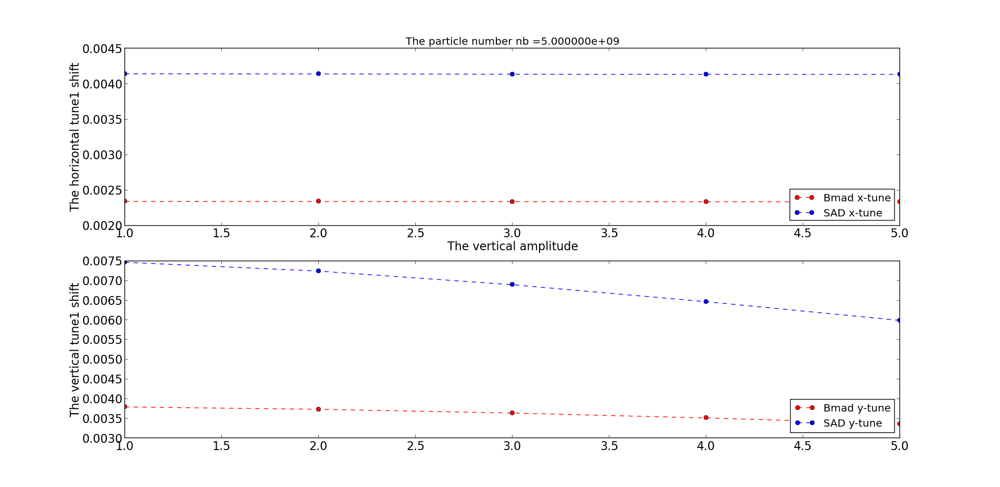 The particle number nb =5.000000e+09
0.0045
0.0040
0.0035
0.0030
0.0025
0.0020
The horizontal tune1 shift
Bmad x-tune
SAD x-tune
1.0 1.5 2.0 2.5 3.0 3.5 4.0 4.5 5.0
The vertical amplitude
0.0075
0.0070
0.0065
0.0060
0.0055
0.0050
0.0045
0.0040
0.0035
0.0030
The vertical tune1 shift
Bmad y-tune
SAD y-tune
1.0 1.5 2.0 2.5 3.0 3.5 4.0 4.5 5.0